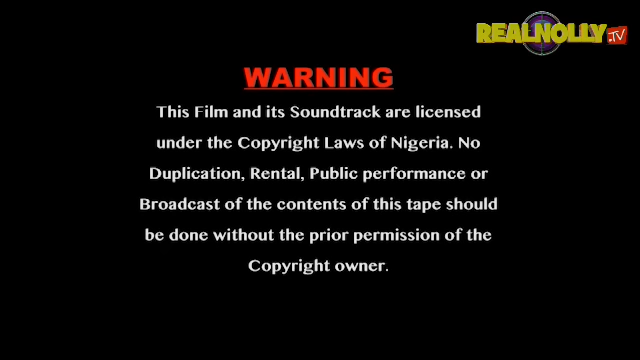 REALNOLLY.TV
WARNING
This Film and its Soundtrack are licensed
under the Copyright Laws of Nigeria. No
Duplication, Rental, Public performance or
Broadcast of the contents of this tape should
be done without the prior permission of the
Copyright owner.